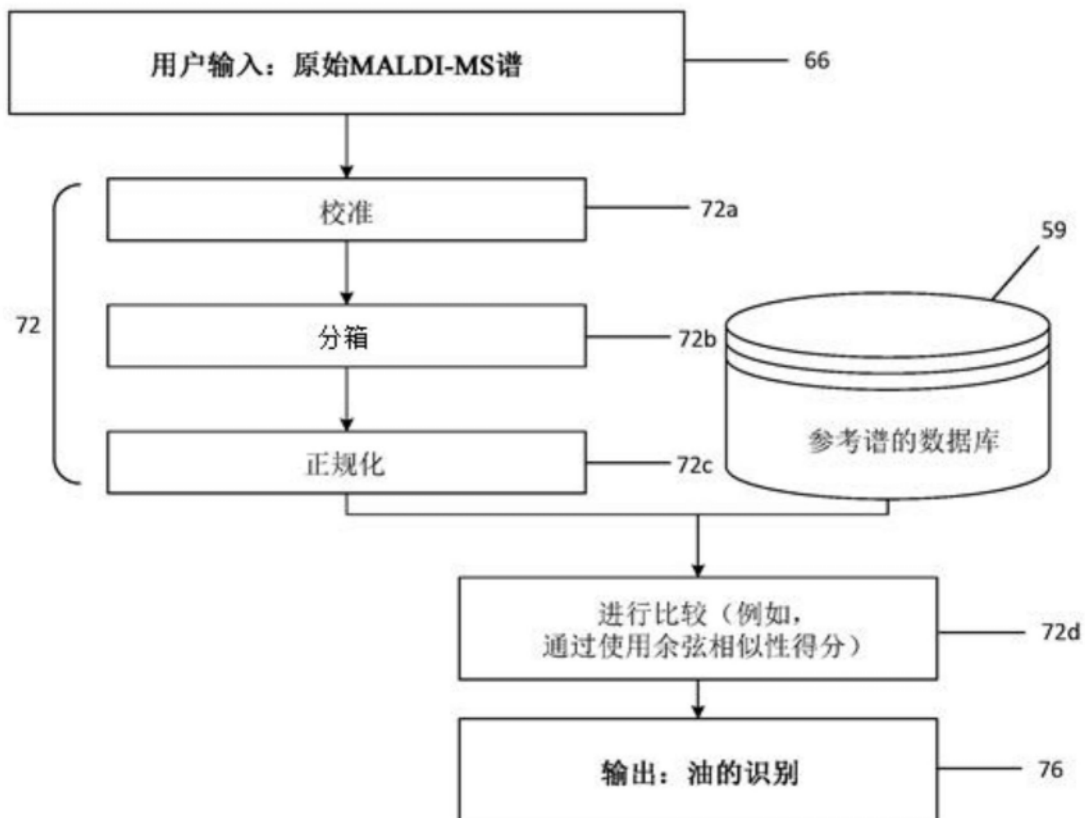 用户输入：原始MALDI-MS谱
66
校准
72a
59
72
分箱
72b
参考谱的数据库
正规化
72c
进行比较（例如，
通过使用余弦相似性得分）
72d
输出：油的识别
76